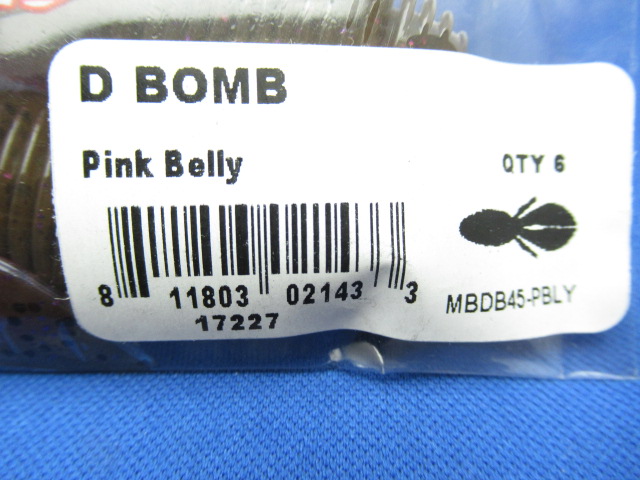 D BOMB
Pink Belly
QTY 6
8 11803 02143 3
17227
MBDB45-PBLY